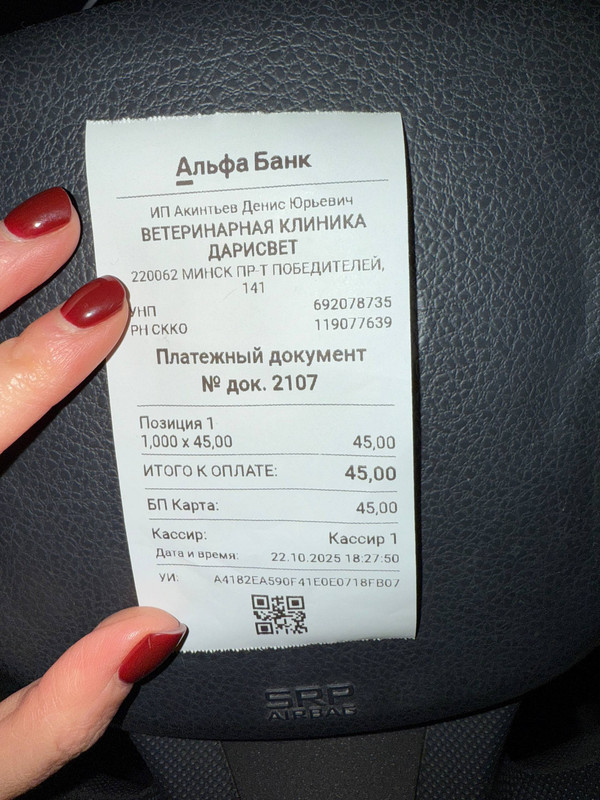 Альфа Банк
ИП Акинтьев Денис Юрьевич
ВЕТЕРИНАРНАЯ КЛИНИКА
ДАРИСВЕТ
220062 МИНСК ПР-Т ПОБЕДИТЕЛЕЙ,
141
УНП 692078735
РН СККО 119077639
Платежный документ
№ док. 2107
Позиция 1
1,000 x 45,00 45,00
ИТОГО К ОПЛАТЕ: 45,00
БП Карта: 45,00
Кассир: Кассир 1
Дата и время: 22.10.2025 18:27:50
УИ: A4182EA590F41E0E0718FB07
SRP
AIRBAG